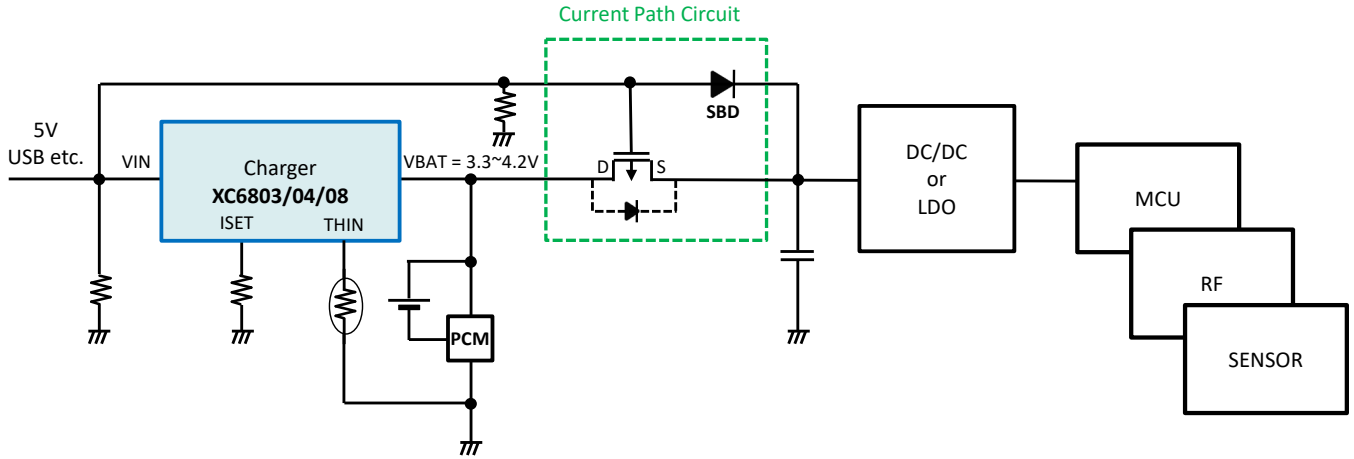 Current Path Circuit
SBD
5V
USB etc.
VIN
Charger
XC6803/04/08
ISET
THIN
VBAT = 3.3~4.2V
D
S
PCM
DC/DC
or
LDO
MCU
RF
SENSOR